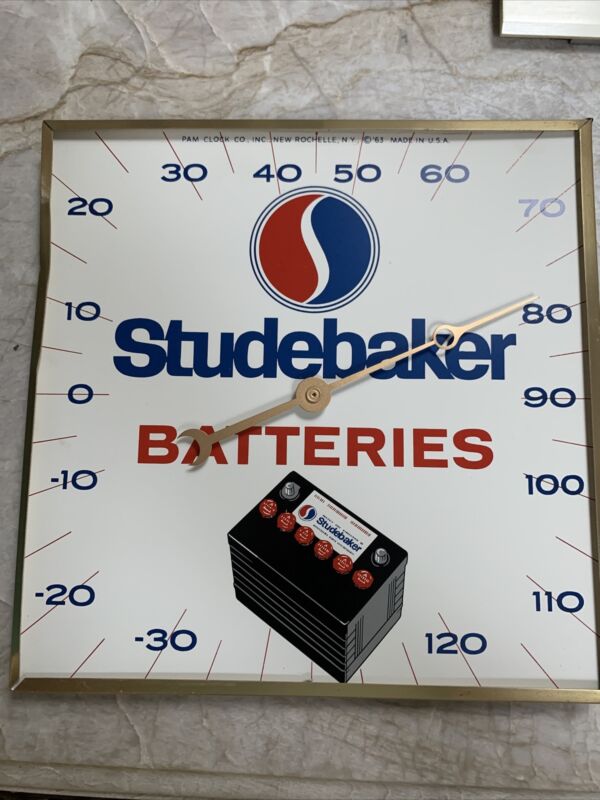 PAM CLOCK CO., INC., NEW ROCHELLE, N.Y., ©'63 MADE IN U.S.A.
30 40 50 60
20 70
10 80
Studebaker
0 90
BATTERIES
-10 100
Studebaker
-20 110
-30 120